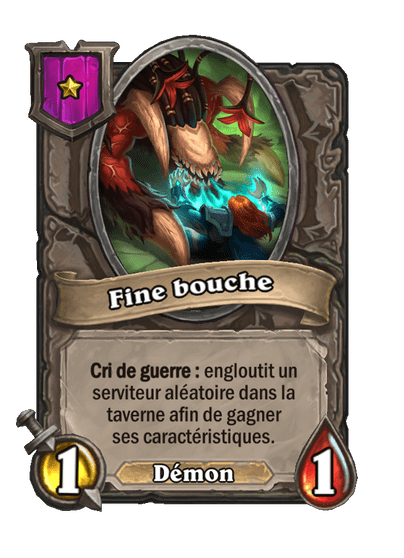 Fine bouche
Cri de guerre : engloutit un
serviteur aléatoire dans la
taverne afin de gagner
ses caractéristiques.
1
Démon
1